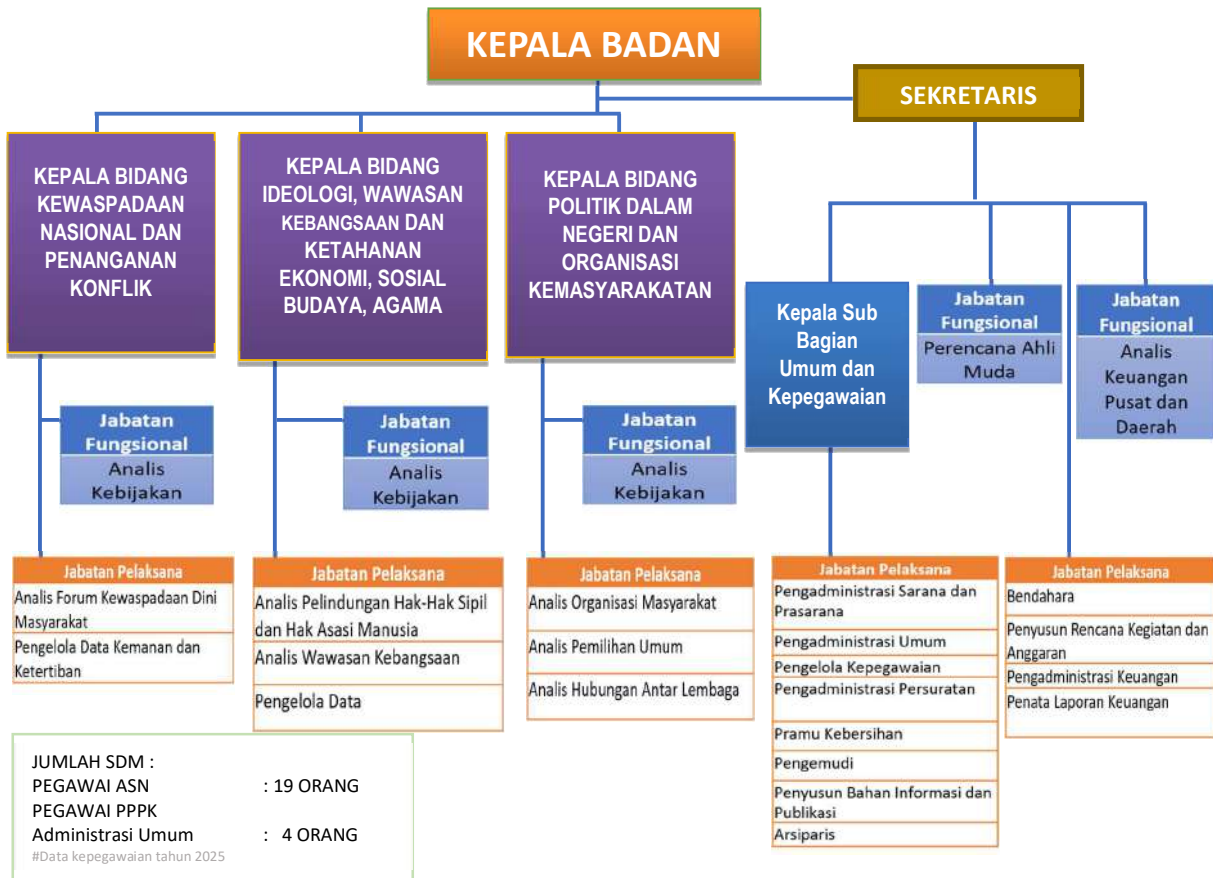 KEPALA BADAN
SEKRETARIS
KEPALA BIDANG
KEWASPADAAN
NASIONAL DAN
PENANGANAN
KONFLIK
KEPALA BIDANG
IDEOLOGI, WAWASAN
KEBANGSAAN DAN
KETAHANAN
EKONOMI, SOSIAL
BUDAYA, AGAMA
KEPALA BIDANG
POLITIK DALAM
NEGERI DAN
ORGANISASI
KEMASYARAKATAN
Kepala Sub
Bagian
Umum dan
Kepegawaian
Jabatan
Fungsional
Perencana Ahli
Muda
Jabatan
Fungsional
Analis
Keuangan
Pusat dan
Daerah
Jabatan
Fungsional
Analis
Kebijakan
Jabatan
Fungsional
Analis
Kebijakan
Jabatan
Fungsional
Analis
Kebijakan
Jabatan Pelaksana
Analis Forum Kewaspadaan Dini
Masyarakat
Pengelola Data Kemanan dan
Ketertiban
Jabatan Pelaksana
Analis Pelindungan Hak-Hak Sipil
dan Hak Asasi Manusia
Analis Wawasan Kebangsaan
Pengelola Data
Jabatan Pelaksana
Analis Organisasi Masyarakat
Analis Pemilihan Umum
Analis Hubungan Antar Lembaga
Jabatan Pelaksana
Pengadministrasi Sarana dan
Prasarana
Pengadministrasi Umum
Pengelola Kepegawaian
Pengadministrasi Persuratan
Pramu Kebersihan
Pengemudi
Penyusun Bahan Informasi dan
Publikasi
Arsiparis
Jabatan Pelaksana
Bendahara
Penyusun Rencana Kegiatan dan
Anggaran
Pengadministrasi Keuangan
Penata Laporan Keuangan
JUMLAH SDM :
PEGAWAI ASN : 19 ORANG
PEGAWAI PPPK
Administrasi Umum : 4 ORANG
#Data kepegawaian tahun 2025